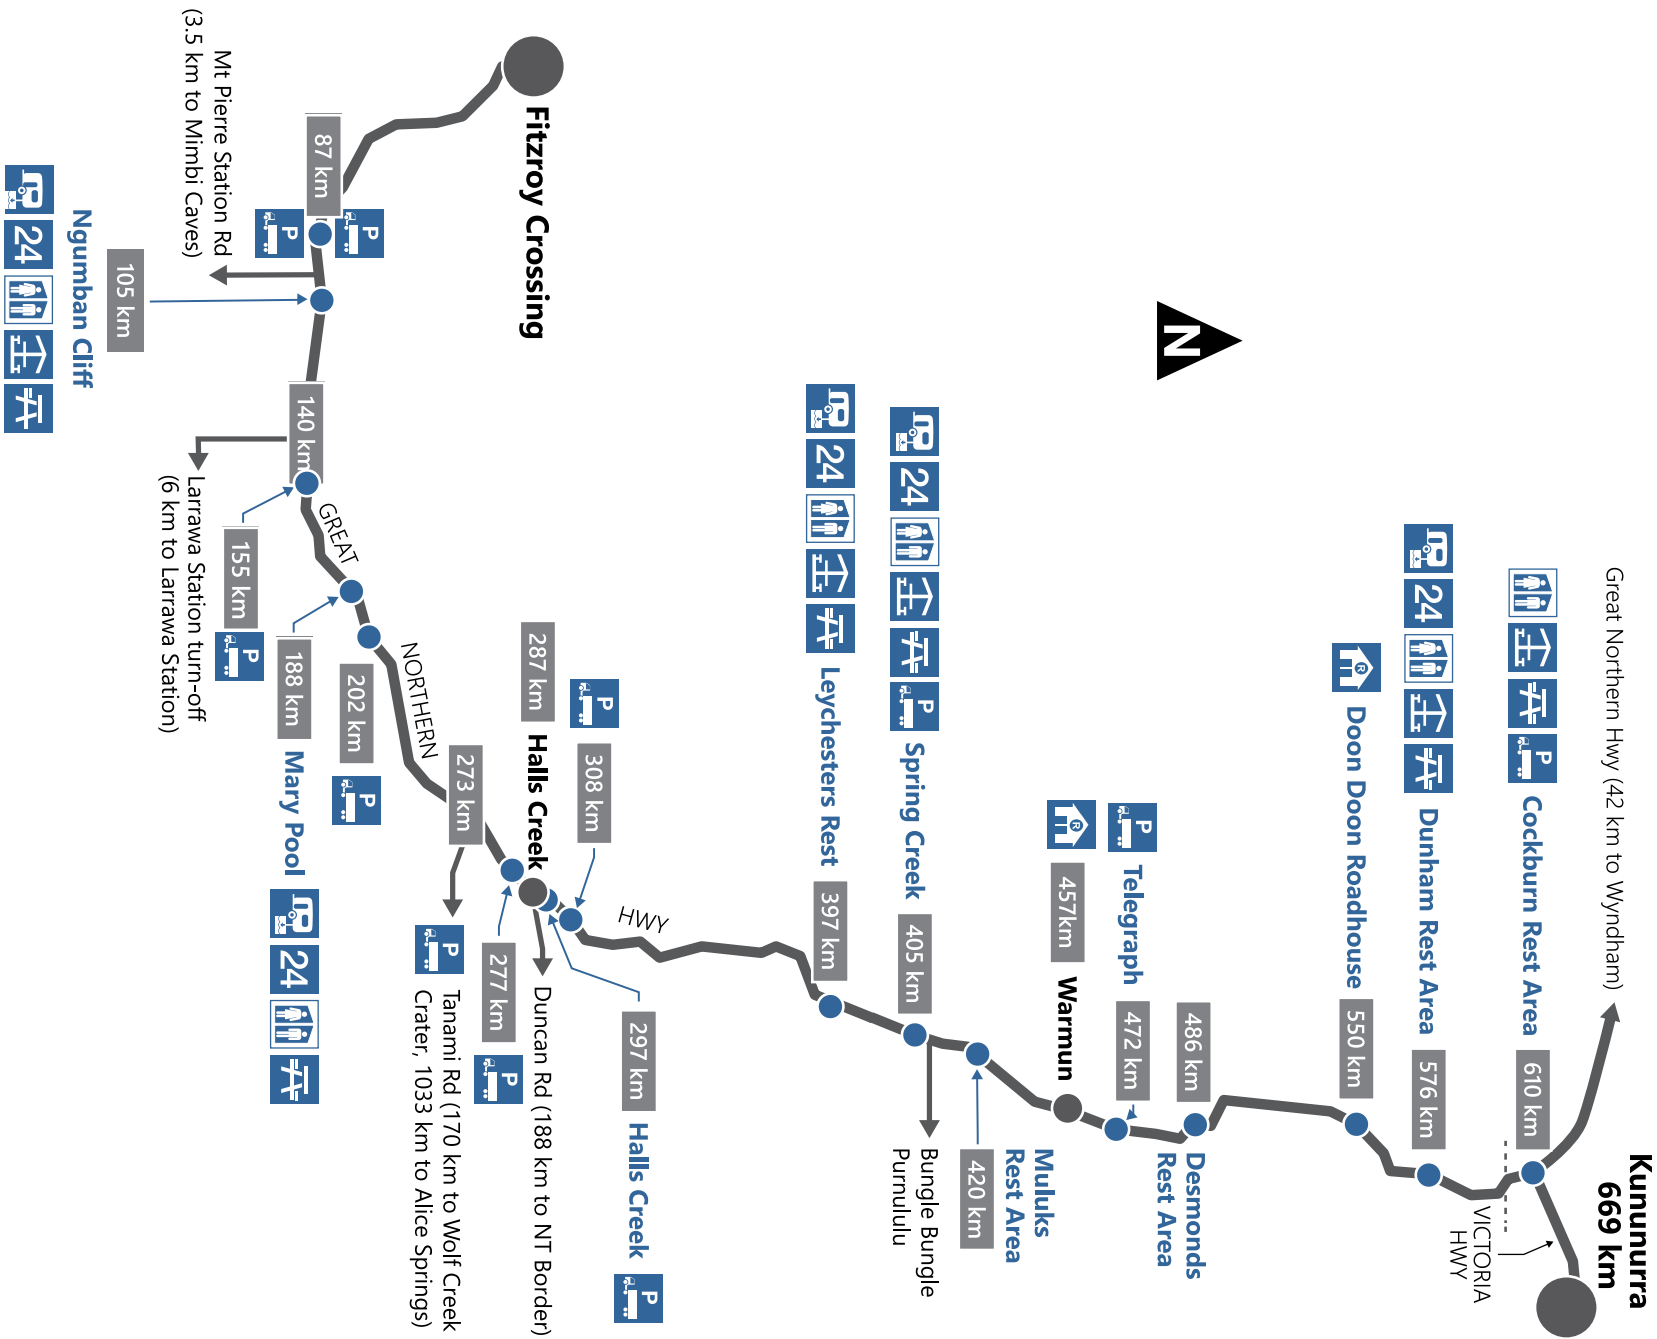 Fitzroy Crossing
87 km
P
P
Mt Pierre Station Rd
(3.5 km to Mimbi Caves)
105 km
Ngumban Cliff
24
140 km
Larrawa Station turn-off
(6 km to Larrawa Station)
155 km
P
GREAT
188 km
Mary Pool
24
202 km
P
NORTHERN
273 km
P
Tanami Rd (170 km to Wolf Creek
Crater, 1033 km to Alice Springs)
277 km
P
287 km
Halls Creek
Duncan Rd (188 km to NT Border)
297 km
Halls Creek
P
308 km
P
HWY
N
24
Leychesters Rest
397 km
24
P
Spring Creek
405 km
Bungle Bungle
Purnululu
420 km
Muluks
Rest Area
R
457km
Warmun
P
Telegraph
472 km
486 km
Desmonds
Rest Area
R
Doon Doon Roadhouse
550 km
24
Dunham Rest Area
576 km
P
Cockburn Rest Area
610 km
VICTORIA
HWY
Great Northern Hwy (42 km to Wyndham)
Kununurra
669 km